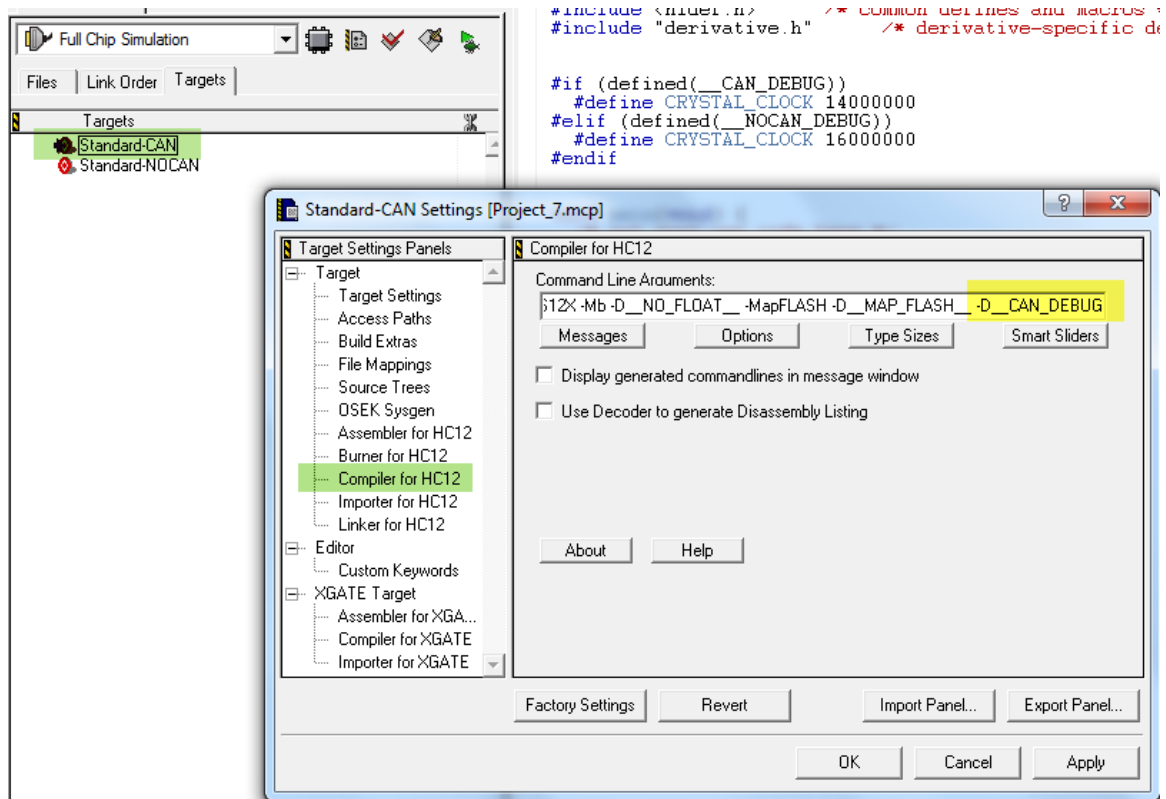 Full Chip Simulation
Files
Link Order
Targets
Targets
Standard-CAN
Standard-NOCAN
#include <hidef.h> /* common defines and macros
#include "derivative.h" /* derivative-specific de
#if (defined(__CAN_DEBUG))
#define CRYSTAL_CLOCK 14000000
#elif (defined(__NOCAN_DEBUG))
#define CRYSTAL_CLOCK 16000000
#endif
Standard-CAN Settings [Project_7.mcp]
Target Settings Panels
Target
Target Settings
Access Paths
Build Extras
File Mappings
Source Trees
OSEK Sysgen
Assembler for HC12
Burner for HC12
Compiler for HC12
Importer for HC12
Linker for HC12
Editor
Custom Keywords
XGATE Target
Assembler for XGA...
Compiler for XGATE
Importer for XGATE
Compiler for HC12
Command Line Arguments:
12X -Mb -D__NO_FLOAT__ -MapFLASH -D__MAP_FLASH__ -D__CAN_DEBUG
Messages
Options
Type Sizes
Smart Sliders
Display generated commandlines in message window
Use Decoder to generate Disassembly Listing
About
Help
Factory Settings
Revert
Import Panel...
Export Panel...
OK
Cancel
Apply